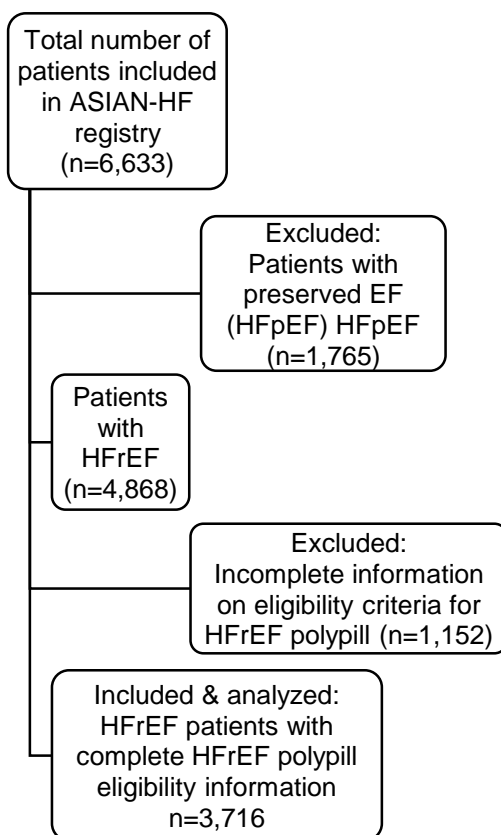 Total number of
patients included
in ASIAN-HF
registry
(n=6,633)
Excluded:
Patients with
preserved EF
(HFpEF) HFpEF
(n=1,765)
Patients
with
HFrEF
(n=4,868)
Excluded:
Incomplete information
on eligibility criteria for
HFrEF polypill (n=1,152)
Included & analyzed:
HFrEF patients with
complete HFrEF polypill
eligibility information
n=3,716